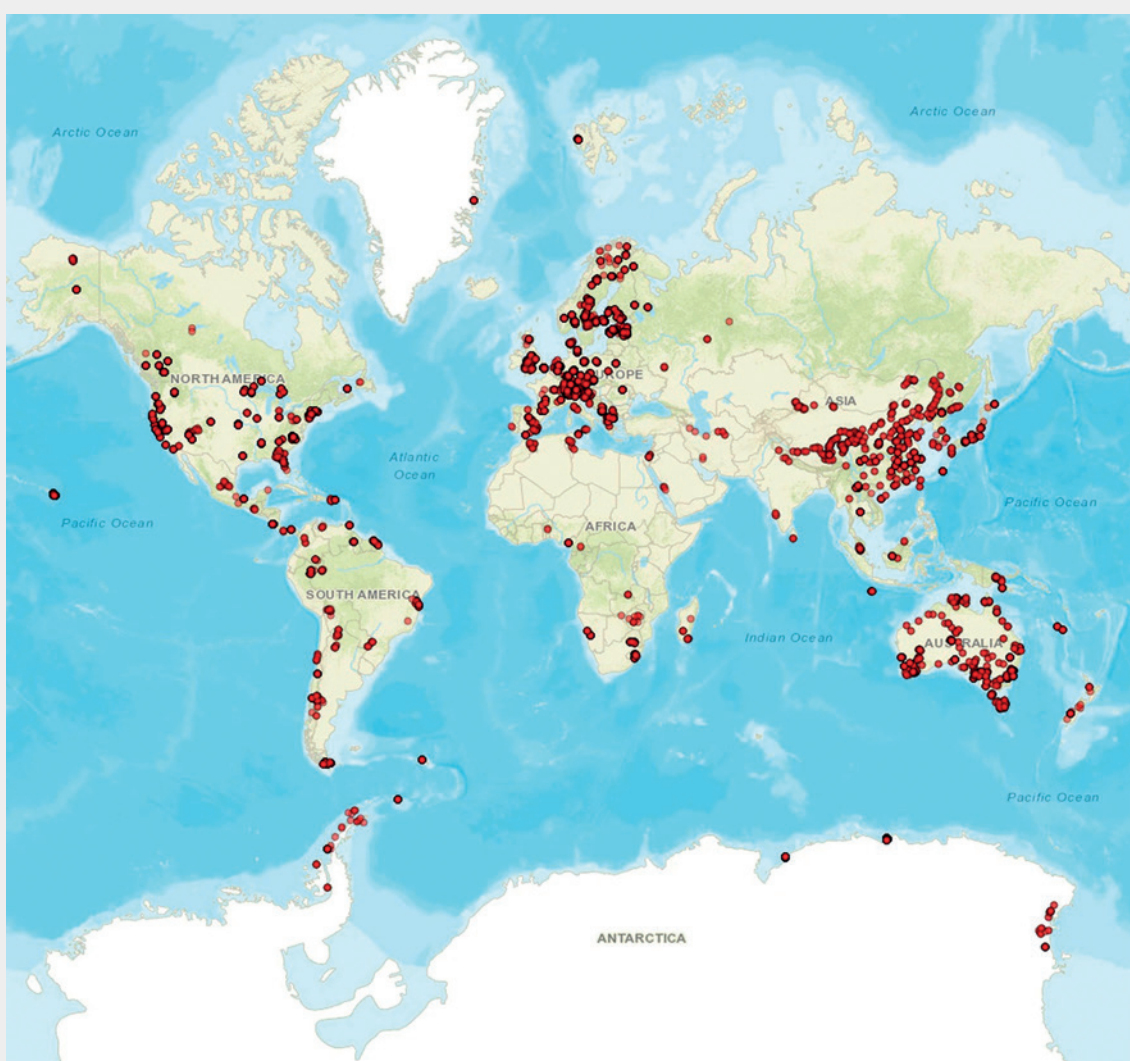 Arctic Ocean
Arctic Ocean
NORTH AMERICA
EUROPE
ASIA
Atlantic
Ocean
Pacific Ocean
Pacific Ocean
AFRICA
SOUTH AMERICA
Indian Ocean
AUSTRALIA
Pacific Ocean
ANTARCTICA